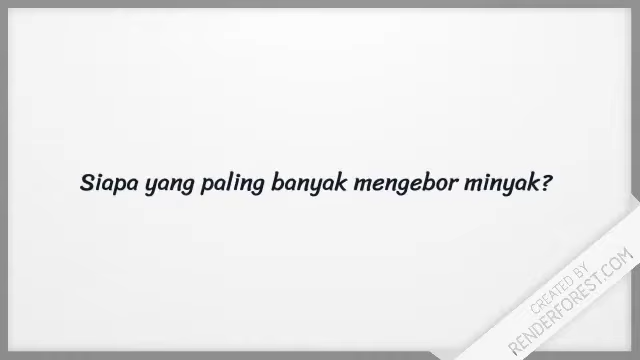 Siapa yang paling banyak mengebor minyak?
CREATED BY
RENDERFOREST.COM